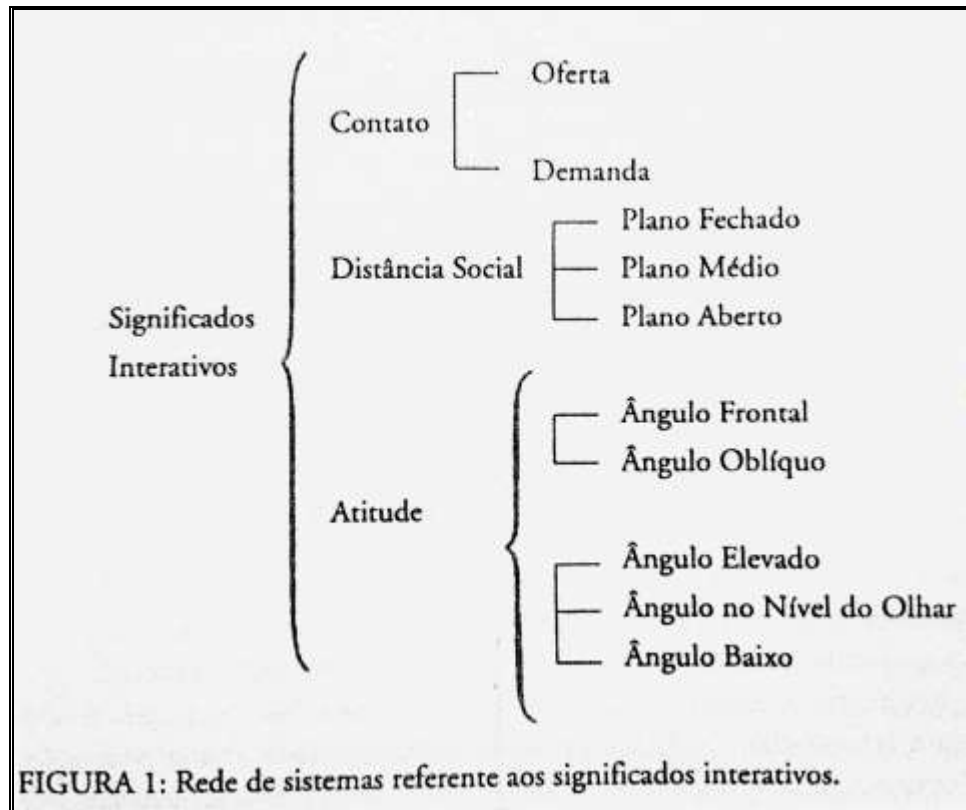 Oferta
Contato
Demanda
Plano Fechado
Distância Social
Plano Médio
Plano Aberto
Significados
Interativos
Ângulo Frontal
Ângulo Oblíquo
Atitude
Ângulo Elevado
Ângulo no Nível do Olhar
Ângulo Baixo
FIGURA 1: Rede de sistemas referente aos significados interativos.